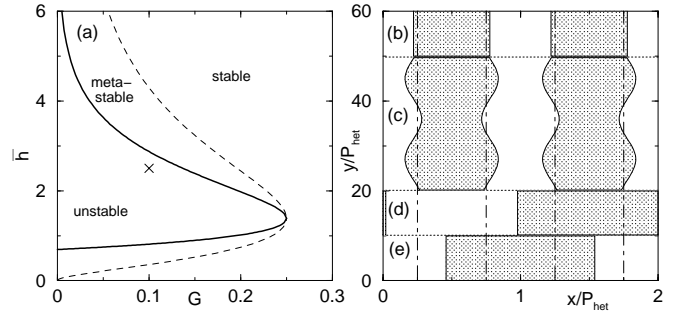 6
(a)
stable
meta–
stable
4
h̅
2
unstable
0
0
0.1
G
0.2
0.3
60
(b)
(c)
40
y/P_het
20
(d)
(e)
0
0
1
x/P_het
2